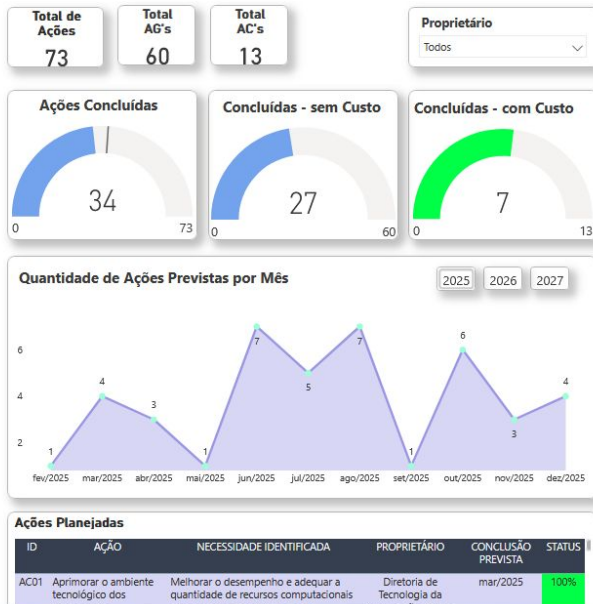 Total de
Ações
73
Total
AG's
60
Total
AC's
13
Proprietário
Todos
Ações Concluídas
34
0
73
Concluídas - sem Custo
27
0
60
Concluídas - com Custo
7
0
13
Quantidade de Ações Previstas por Mês
2025 2026 2027
6
4
2
1
4
3
1
7
5
7
1
6
3
4
fev/2025 mar/2025 abr/2025 mai/2025 jun/2025 jul/2025 ago/2025 set/2025 out/2025 nov/2025 dez/2025
Ações Planejadas
ID AÇÃO NECESSIDADE IDENTIFICADA PROPRIETÁRIO CONCLUSÃO PREVISTA STATUS
AC01 Aprimorar o ambiente Melhorar o desempenho e adequar a Diretoria de mar/2025 100%
tecnológico dos quantidade de recursos computacionais Tecnologia da